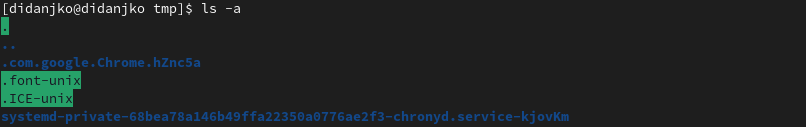 [didanjko@didanjko tmp]$ ls -a
.
..
.com.google.Chrome.hZnc5a
.font-unix
.ICE-unix
systemd-private-68bea78a146b49ffa22350a0776ae2f3-chronyd.service-kjovKm